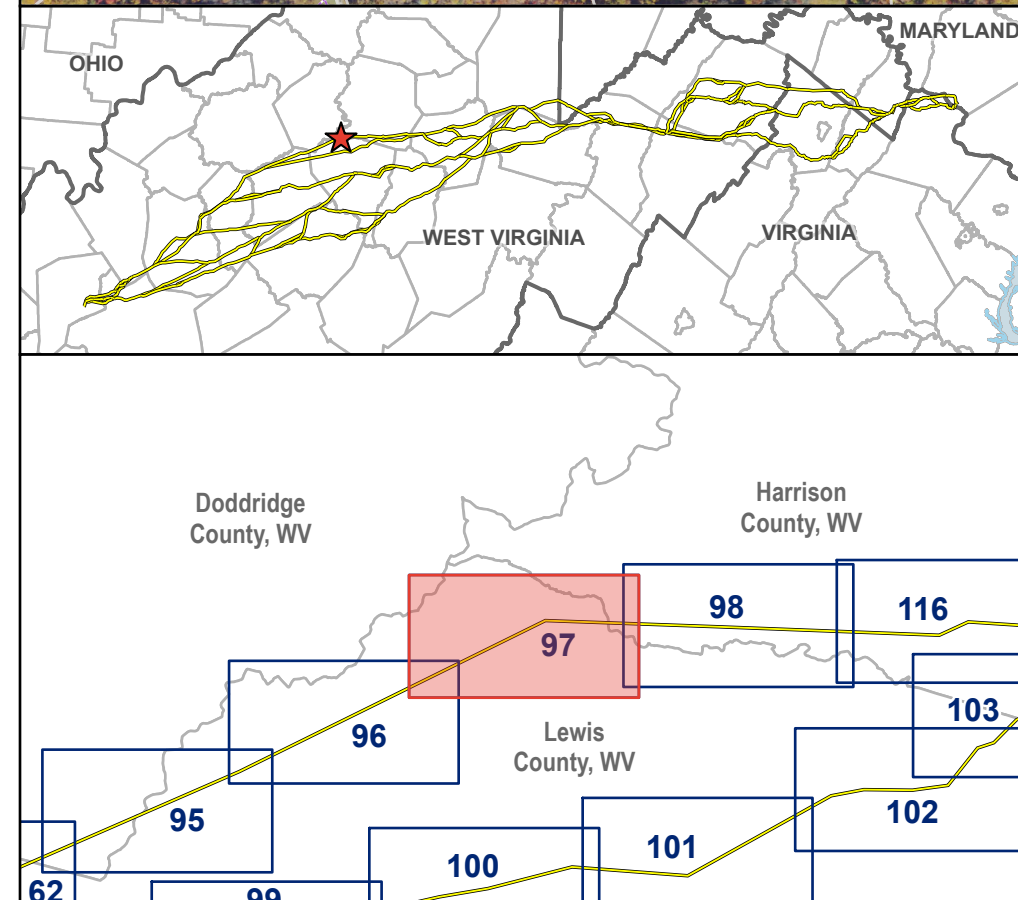 MARYLAND
OHIO
WEST VIRGINIA
VIRGINIA
Doddridge
County, WV
Harrison
County, WV
98
116
97
103
96
Lewis
County, WV
95
102
101
100
62
99